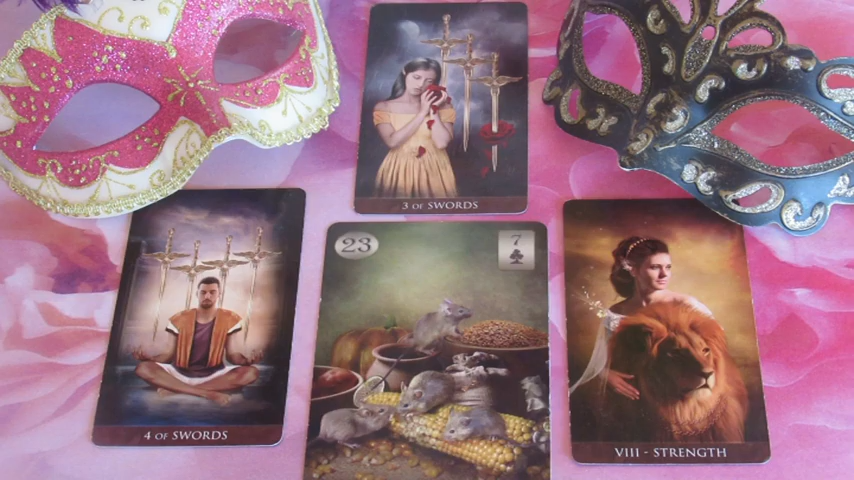 3 OF SWORDS
23
7
4 OF SWORDS
VIII - STRENGTH